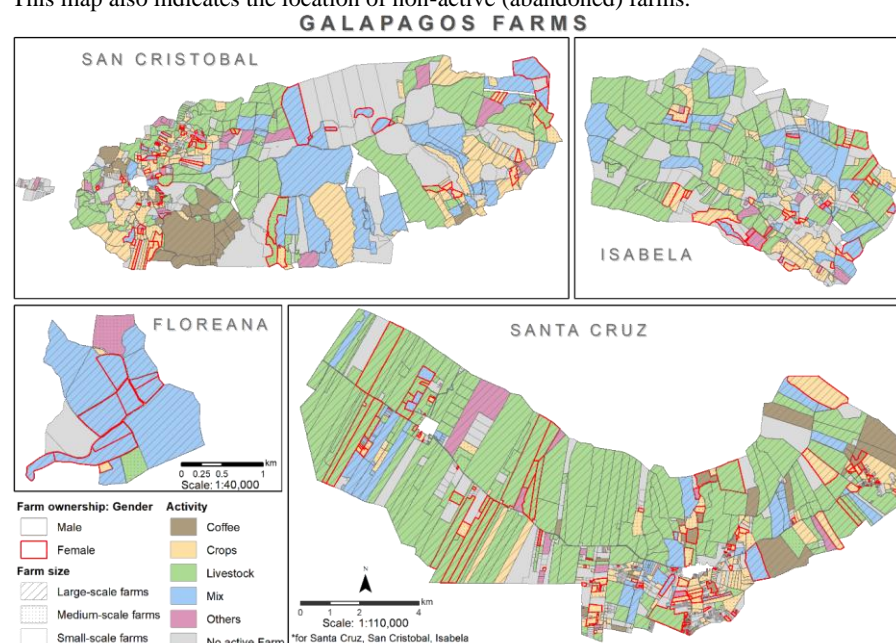 This map also indicates the location of non-active (abandoned) farms.
GALAPAGOS FARMS
SAN CRISTOBAL
ISABELA
FLOREANA
0 0.25 0.5 1
km
Scale: 1:40,000
SANTA CRUZ
Farm ownership: Gender
Male
Female
Farm size
Large-scale farms
Medium-scale farms
Small-scale farms
Activity
Coffee
Crops
Livestock
Mix
Others
No active Farm
N
0 1 2 4
km
Scale: 1:110,000
*for Santa Cruz, San Cristobal, Isabela